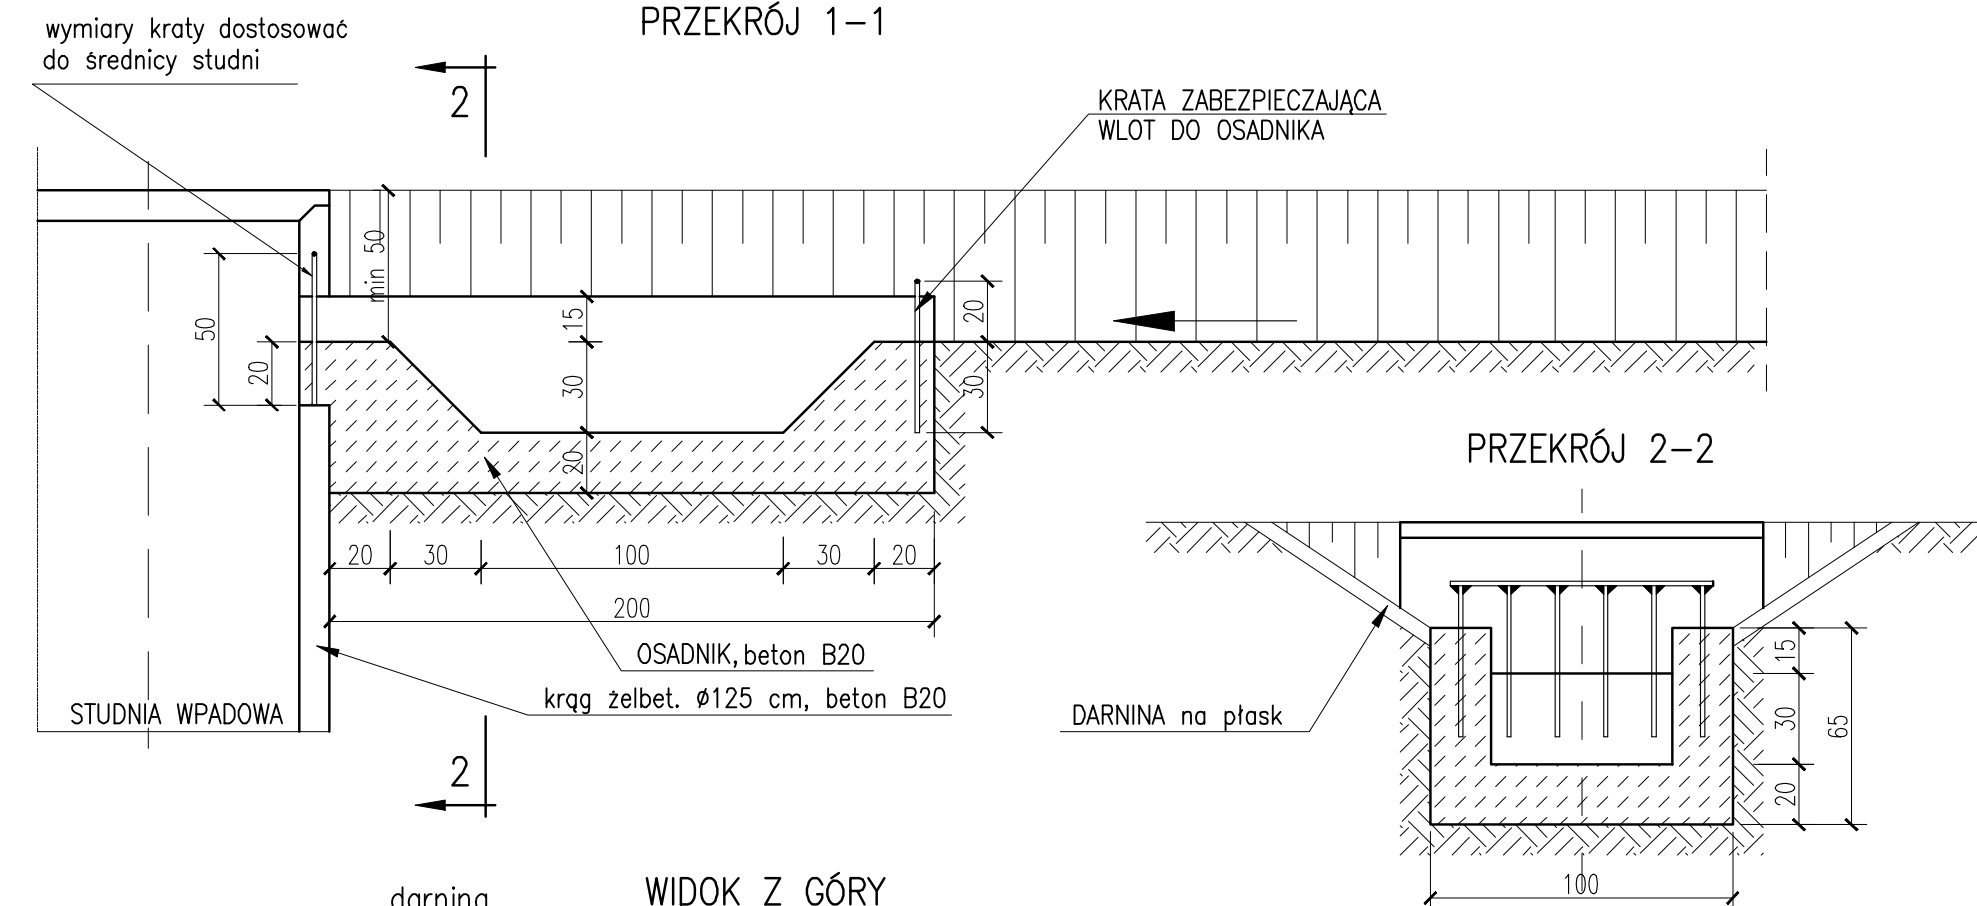 PRZEKRÓJ 1-1
wymiary kraty dostosować
do średnicy studni
2
KRATA ZABEZPIECZAJĄCA
WLOT DO OSADNIKA
min 50
50
20
15
30
20
20
30
20 30 100 30 20
200
OSADNIK, beton B20
krąg żelbet. ø125 cm, beton B20
STUDNIA WPADOWA
2
PRZEKRÓJ 2-2
DARNINA na płask
15
30
20
65
100
darnina
WIDOK Z GÓRY